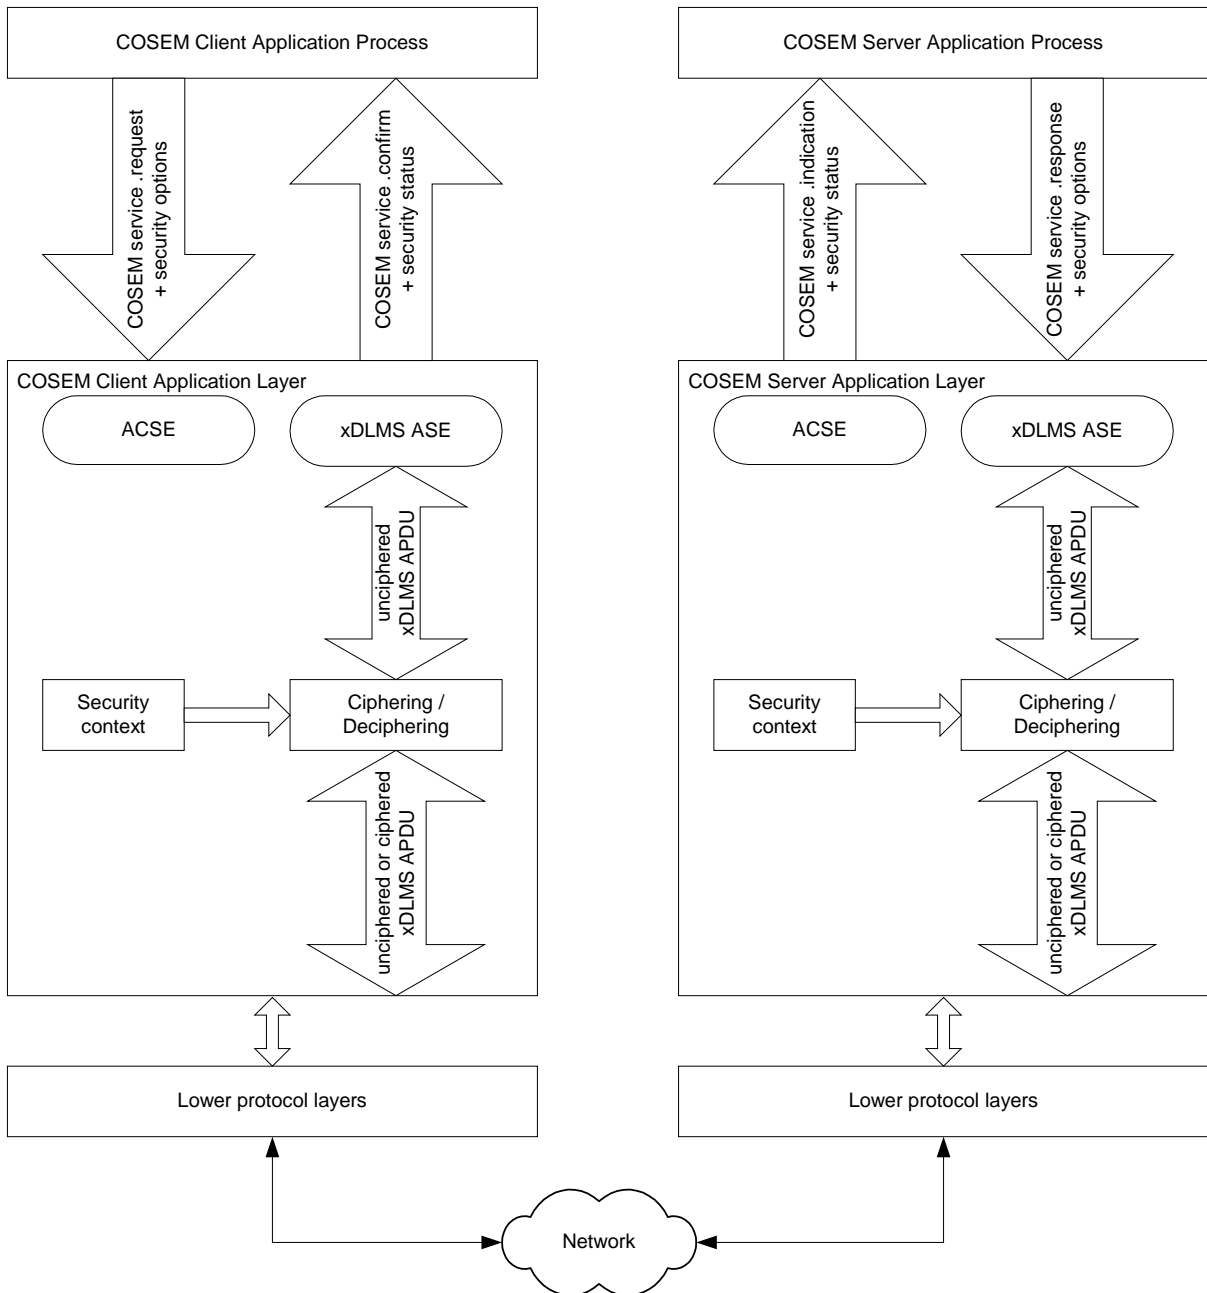 COSEM Client Application Process
COSEM Server Application Process
COSEM service .request
+ security options
COSEM service .confirm
+ security status
COSEM service .indication
+ security status
COSEM service .response
+ security options
COSEM Client Application Layer
ACSE
xDLMS ASE
unciphered
xDLMS APDU
Security
context
Ciphering /
Deciphering
unciphered or ciphered
xDLMS APDU
COSEM Server Application Layer
ACSE
xDLMS ASE
unciphered
xDLMS APDU
Security
context
Ciphering /
Deciphering
unciphered or ciphered
xDLMS APDU
Lower protocol layers
Lower protocol layers
Network